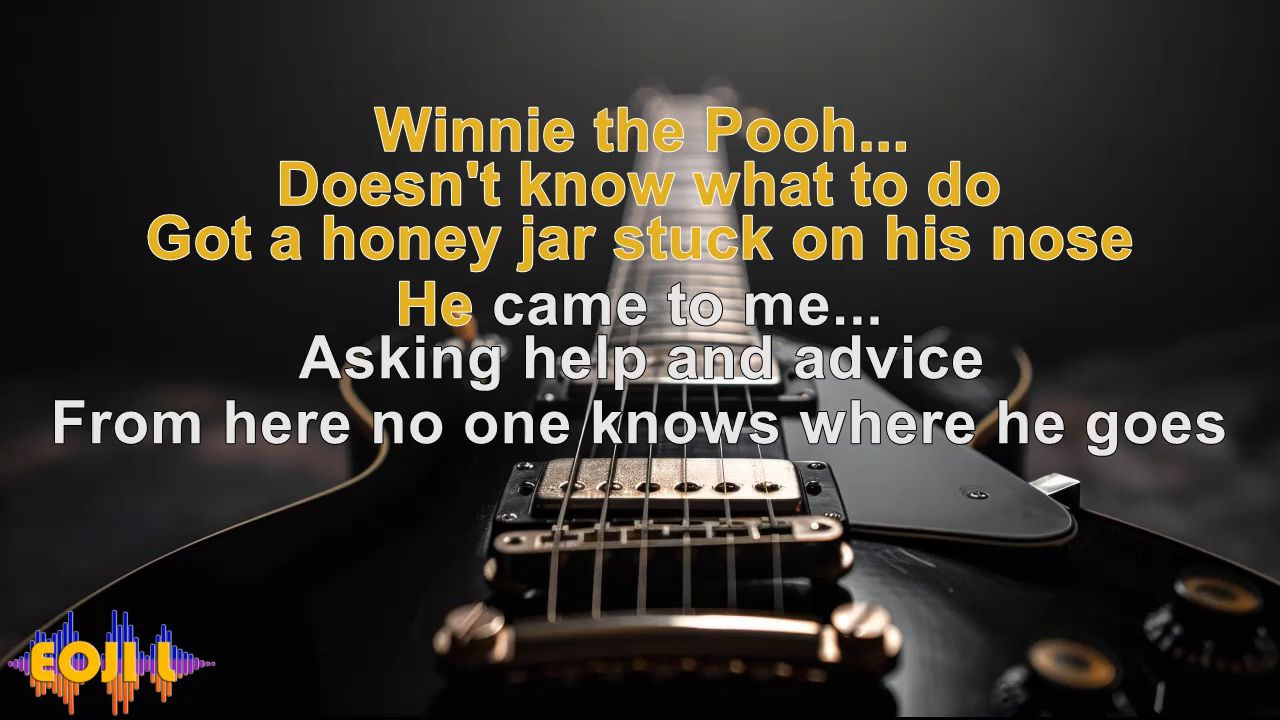 Winnie the Pooh...
Doesn't know what to do
Got a honey jar stuck on his nose
He came to me...
Asking help and advice
From here no one knows where he goes
EOJI L